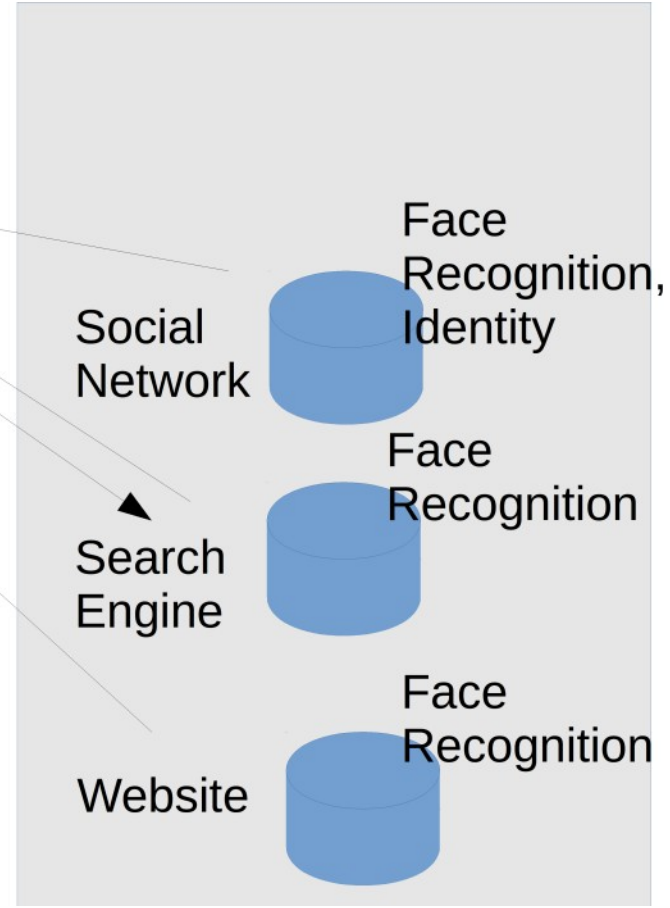 Face
Recognition,
Identity
Social
Network
Face
Recognition
Search
Engine
Face
Recognition
Website